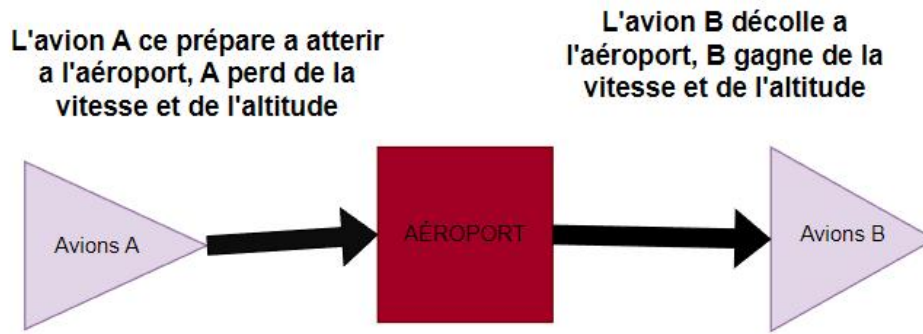 L'avion A ce prépare a atterir
a l'aéroport, A perd de la
vitesse et de l'altitude
L'avion B décolle a
l'aéroport, B gagne de la
vitesse et de l'altitude
Avions A
AÉROPORT
Avions B